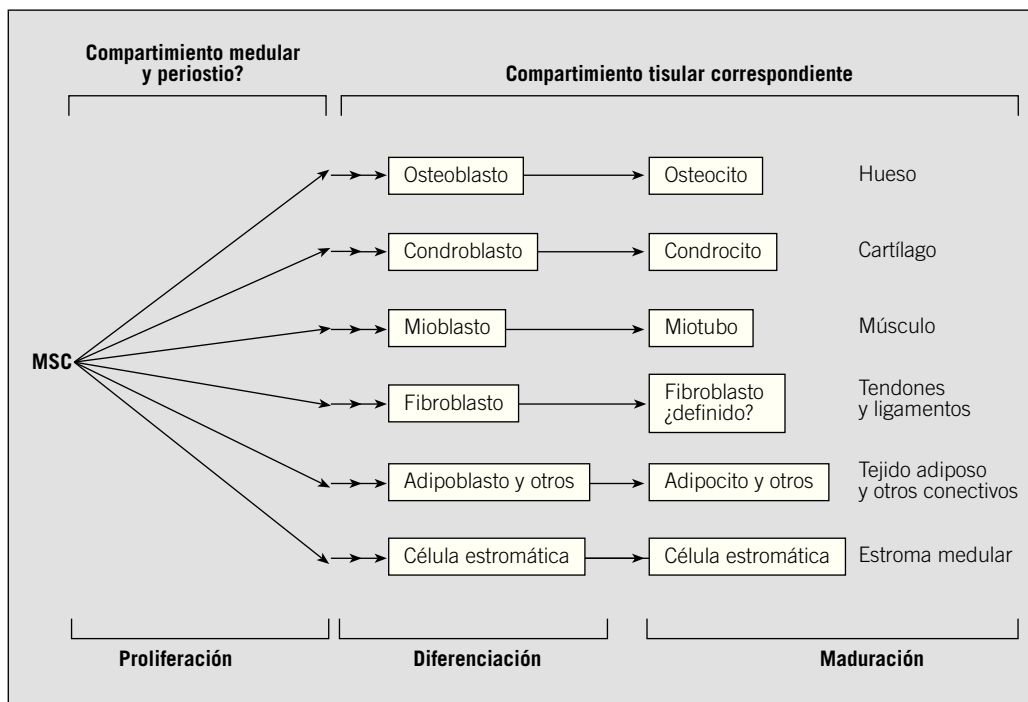 Compartimiento medular
y periostio?
Compartimiento tisular correspondiente
Osteoblasto
Osteocito
Hueso
Condroblasto
Condrocito
Cartílago
Mioblasto
Miotubo
Músculo
MSC
Fibroblasto
Fibroblasto
¿definido?
Tendones
y ligamentos
Adipoblasto y otros
Adipocito y otros
Tejido adiposo
y otros conectivos
Célula estromática
Célula estromática
Estroma medular
Proliferación
Diferenciación
Maduración